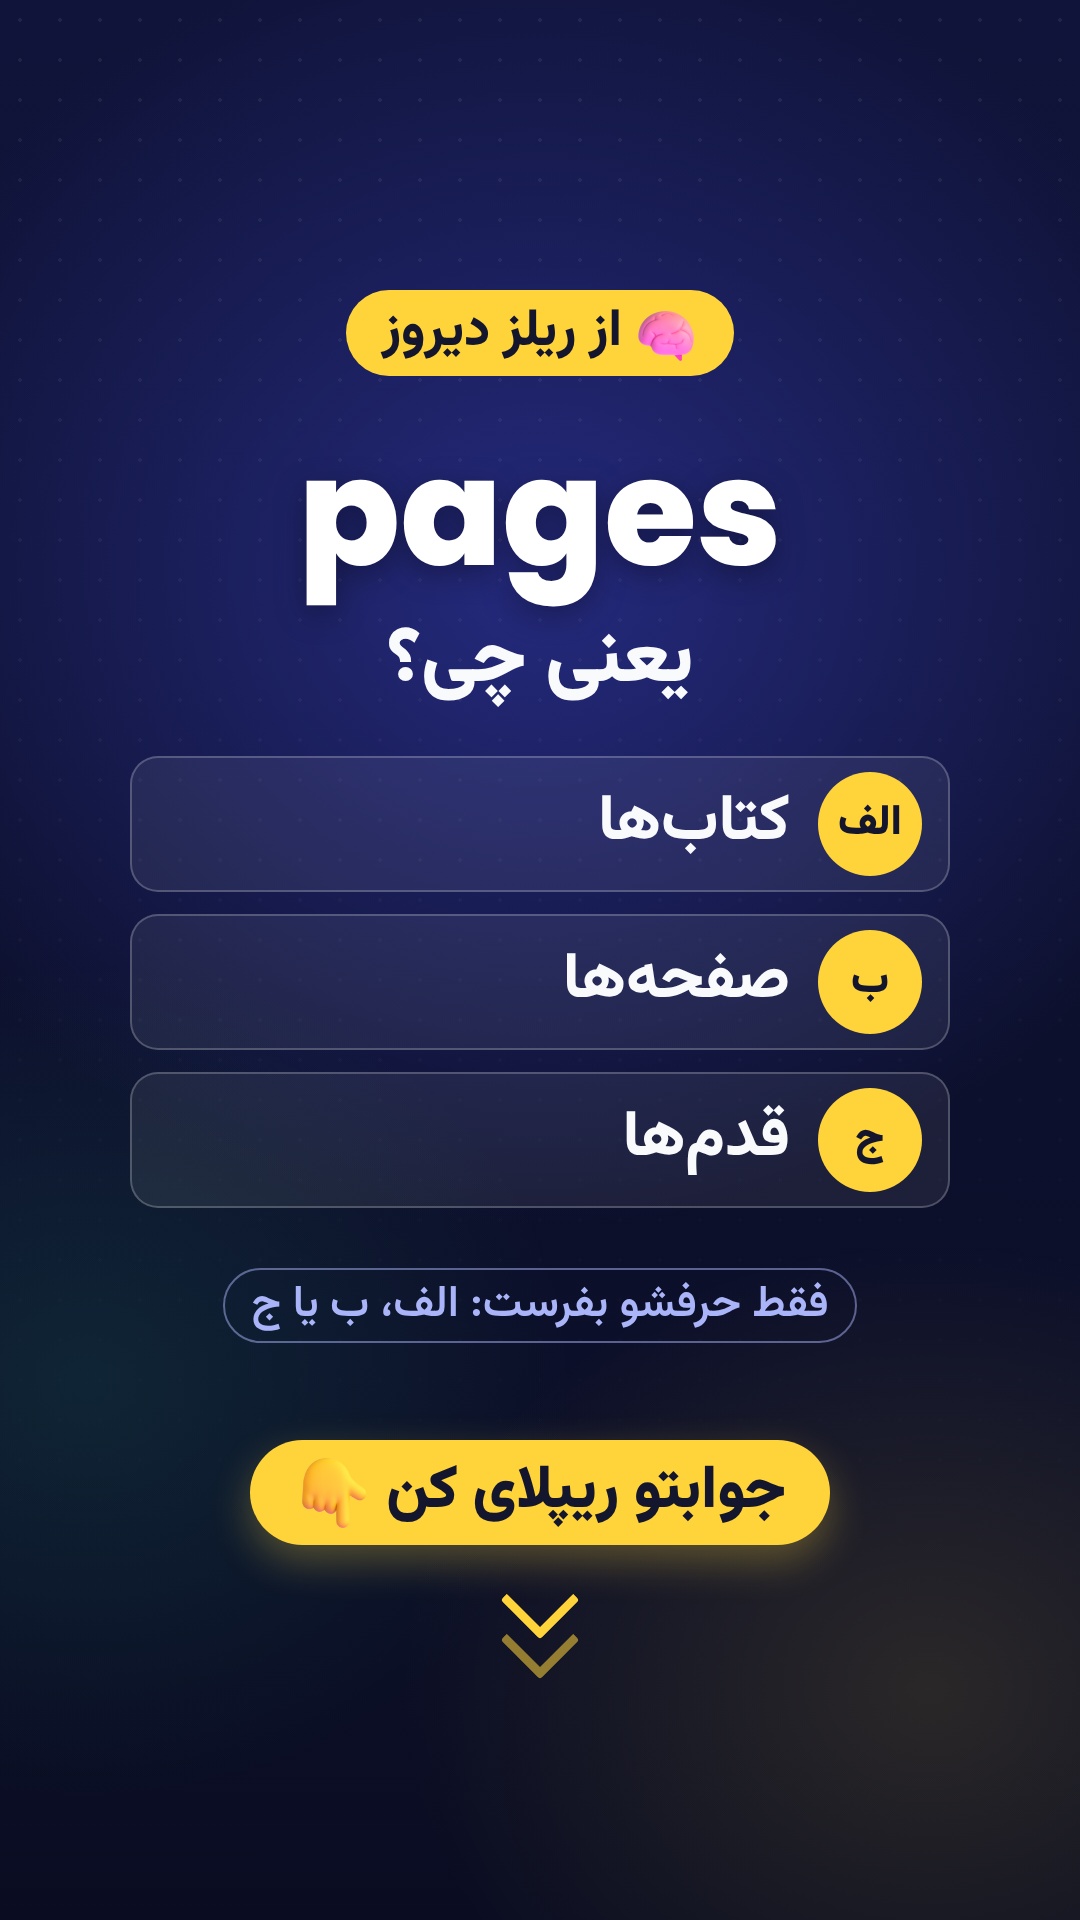 🧠 از ریلز دیروز
pages
یعنی چی؟
الف کتاب‌ها
ب صفحه‌ها
ج قدم‌ها
فقط حرفشو بفرست: الف، ب یا ج
جوابتو ریپلای کن 👇